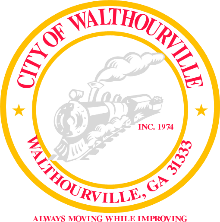 CITY OF WALTHOURVILLE
INC. 1974
WALTHOURVILLE, GA 31333
ALWAYS MOVING WHILE IMPROVING